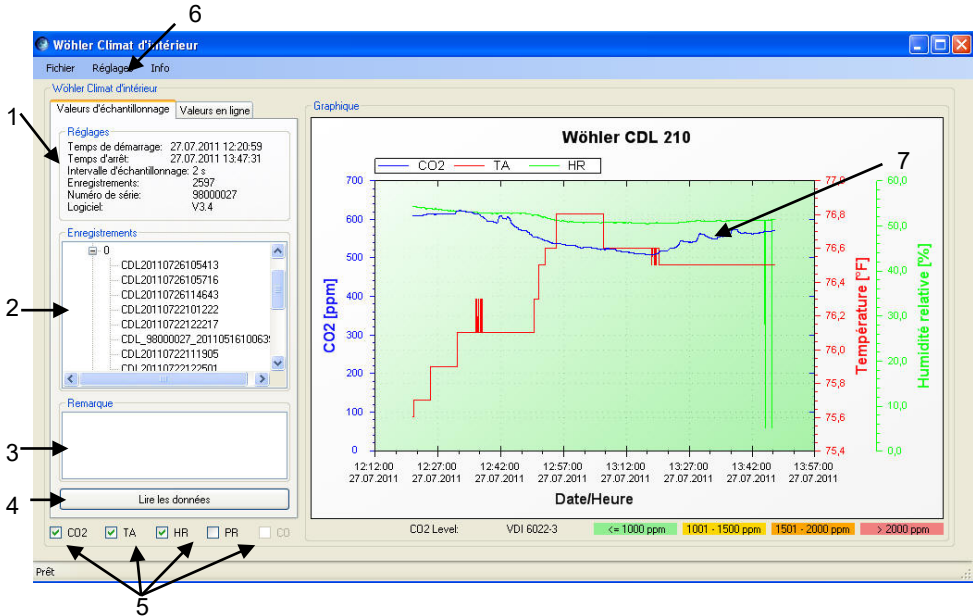 6
Wöhler Climat d'intérieur
Fichier Réglages Info
Wöhler Climat d'intérieur
Valeurs d'échantillonnage Valeurs en ligne
1
Réglages
Temps de démarrage: 27.07.2011 12:20:59
Temps d'arrêt: 27.07.2011 13:47:31
Intervalle d'échantillonnage: 2 s
Enregistrements: 2597
Numéro de série: 98000027
Logiciel: V3.4
Enregistrements
0
CDL20110726105413
CDL20110726105716
CDL20110726114643
CDL20110722101222
2
CDL20110722122217
CDL_98000027_20110516100639
CDL20110722111905
CDL20110722122501
Remarque
3
4
Lire les données
CO2 TA HR PR CO
5
Prêt
Graphique
Wöhler CDL 210
CO2 TA HR
7
CO2 [ppm]
700
600
500
400
300
200
100
0
77,0
76,8
76,6
76,4
76,2
76,0
75,8
75,6
75,4
Température [°F]
60,0
50,0
40,0
30,0
20,0
10,0
0,0
Humidité relative [%]
12:12:00 12:27:00 12:42:00 12:57:00 13:12:00 13:27:00 13:42:00 13:57:00
27.07.2011 27.07.2011 27.07.2011 27.07.2011 27.07.2011 27.07.2011 27.07.2011 27.07.2011
Date/Heure
CO2 Level: VDI 6022-3 <= 1000 ppm 1001 - 1500 ppm 1501 - 2000 ppm > 2000 ppm